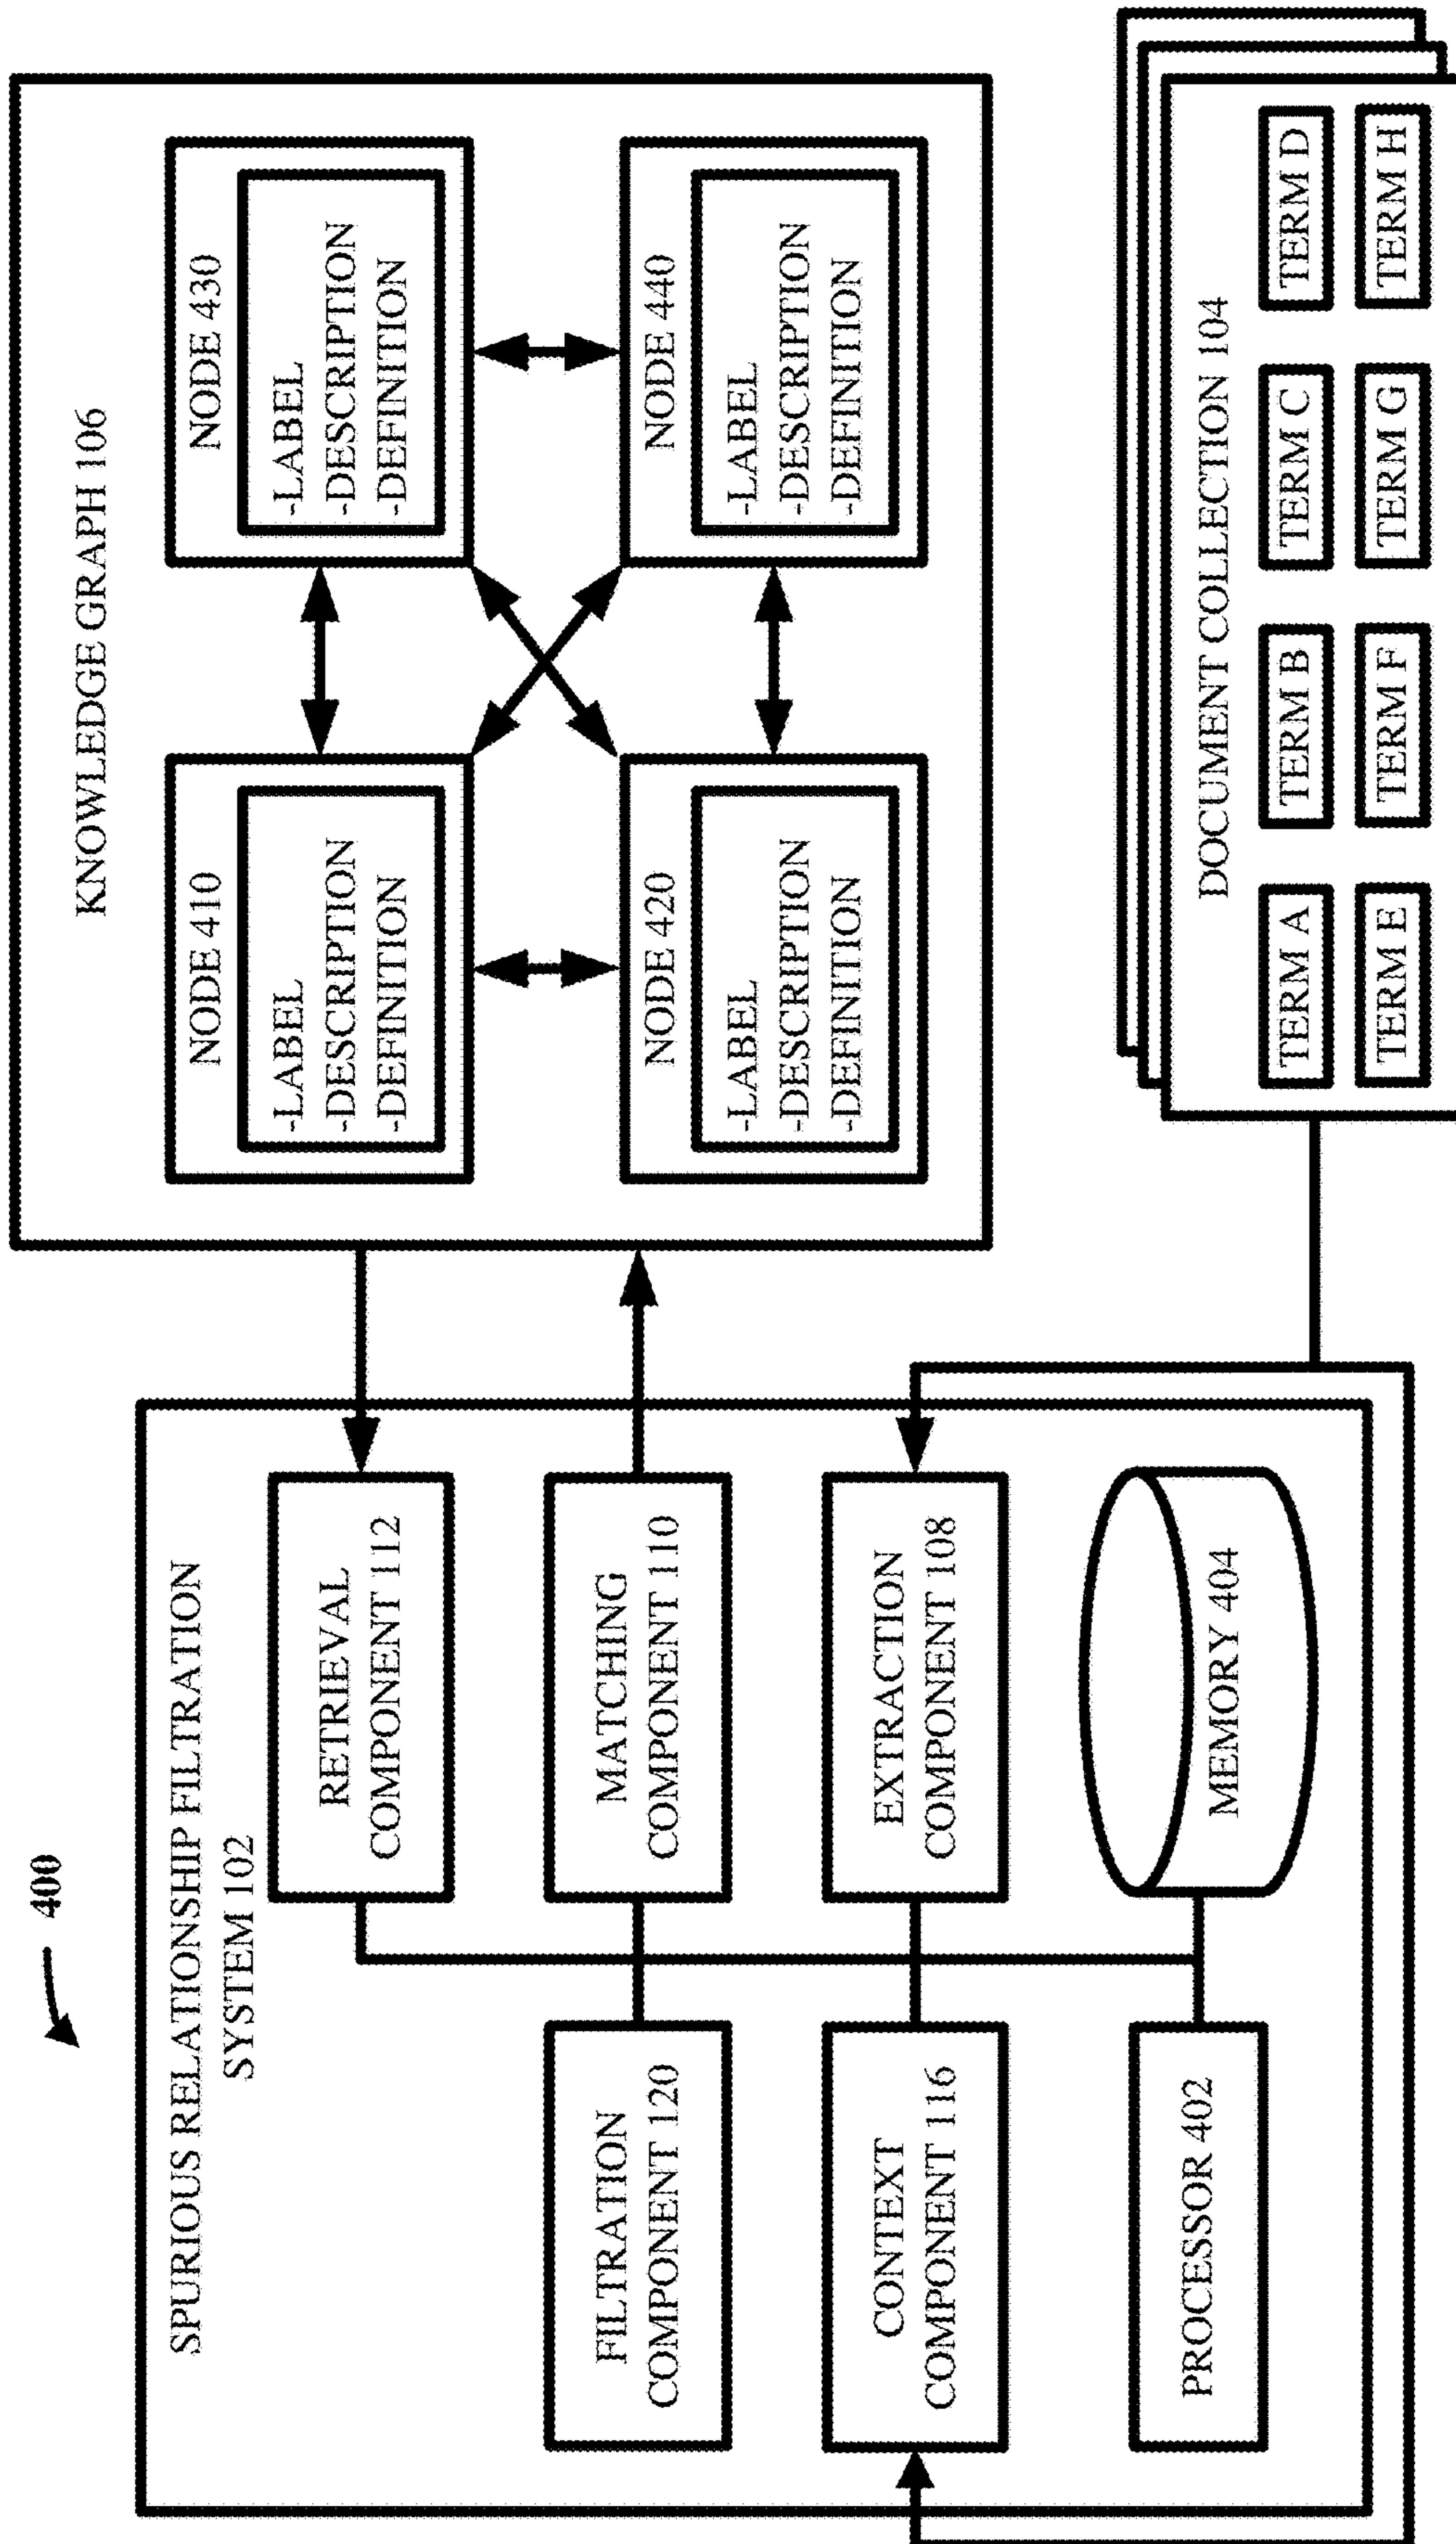 400
SPURIOUS RELATIONSHIP FILTRATION
SYSTEM 102
RETRIEVAL
COMPONENT 112
FILTRATION
COMPONENT 120
MATCHING
COMPONENT 110
CONTEXT
COMPONENT 116
EXTRACTION
COMPONENT 108
PROCESSOR 402
MEMORY 404
KNOWLEDGE GRAPH 106
NODE 410
-LABEL
-DESCRIPTION
-DEFINITION
NODE 430
-LABEL
-DESCRIPTION
-DEFINITION
NODE 420
-LABEL
-DESCRIPTION
-DEFINITION
NODE 440
-LABEL
-DESCRIPTION
-DEFINITION
DOCUMENT COLLECTION 104
TERM A
TERM B
TERM C
TERM D
TERM E
TERM F
TERM G
TERM H